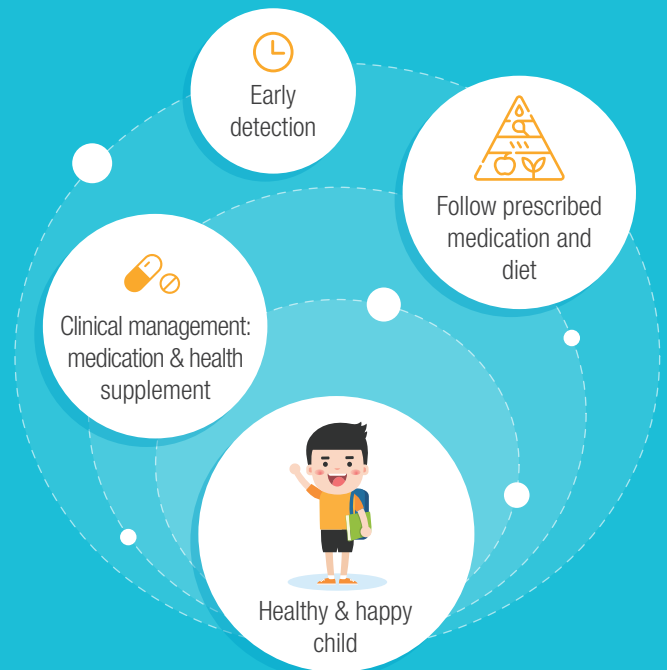 Early
detection
Follow prescribed
medication and
diet
Clinical management:
medication & health
supplement
Healthy & happy
child